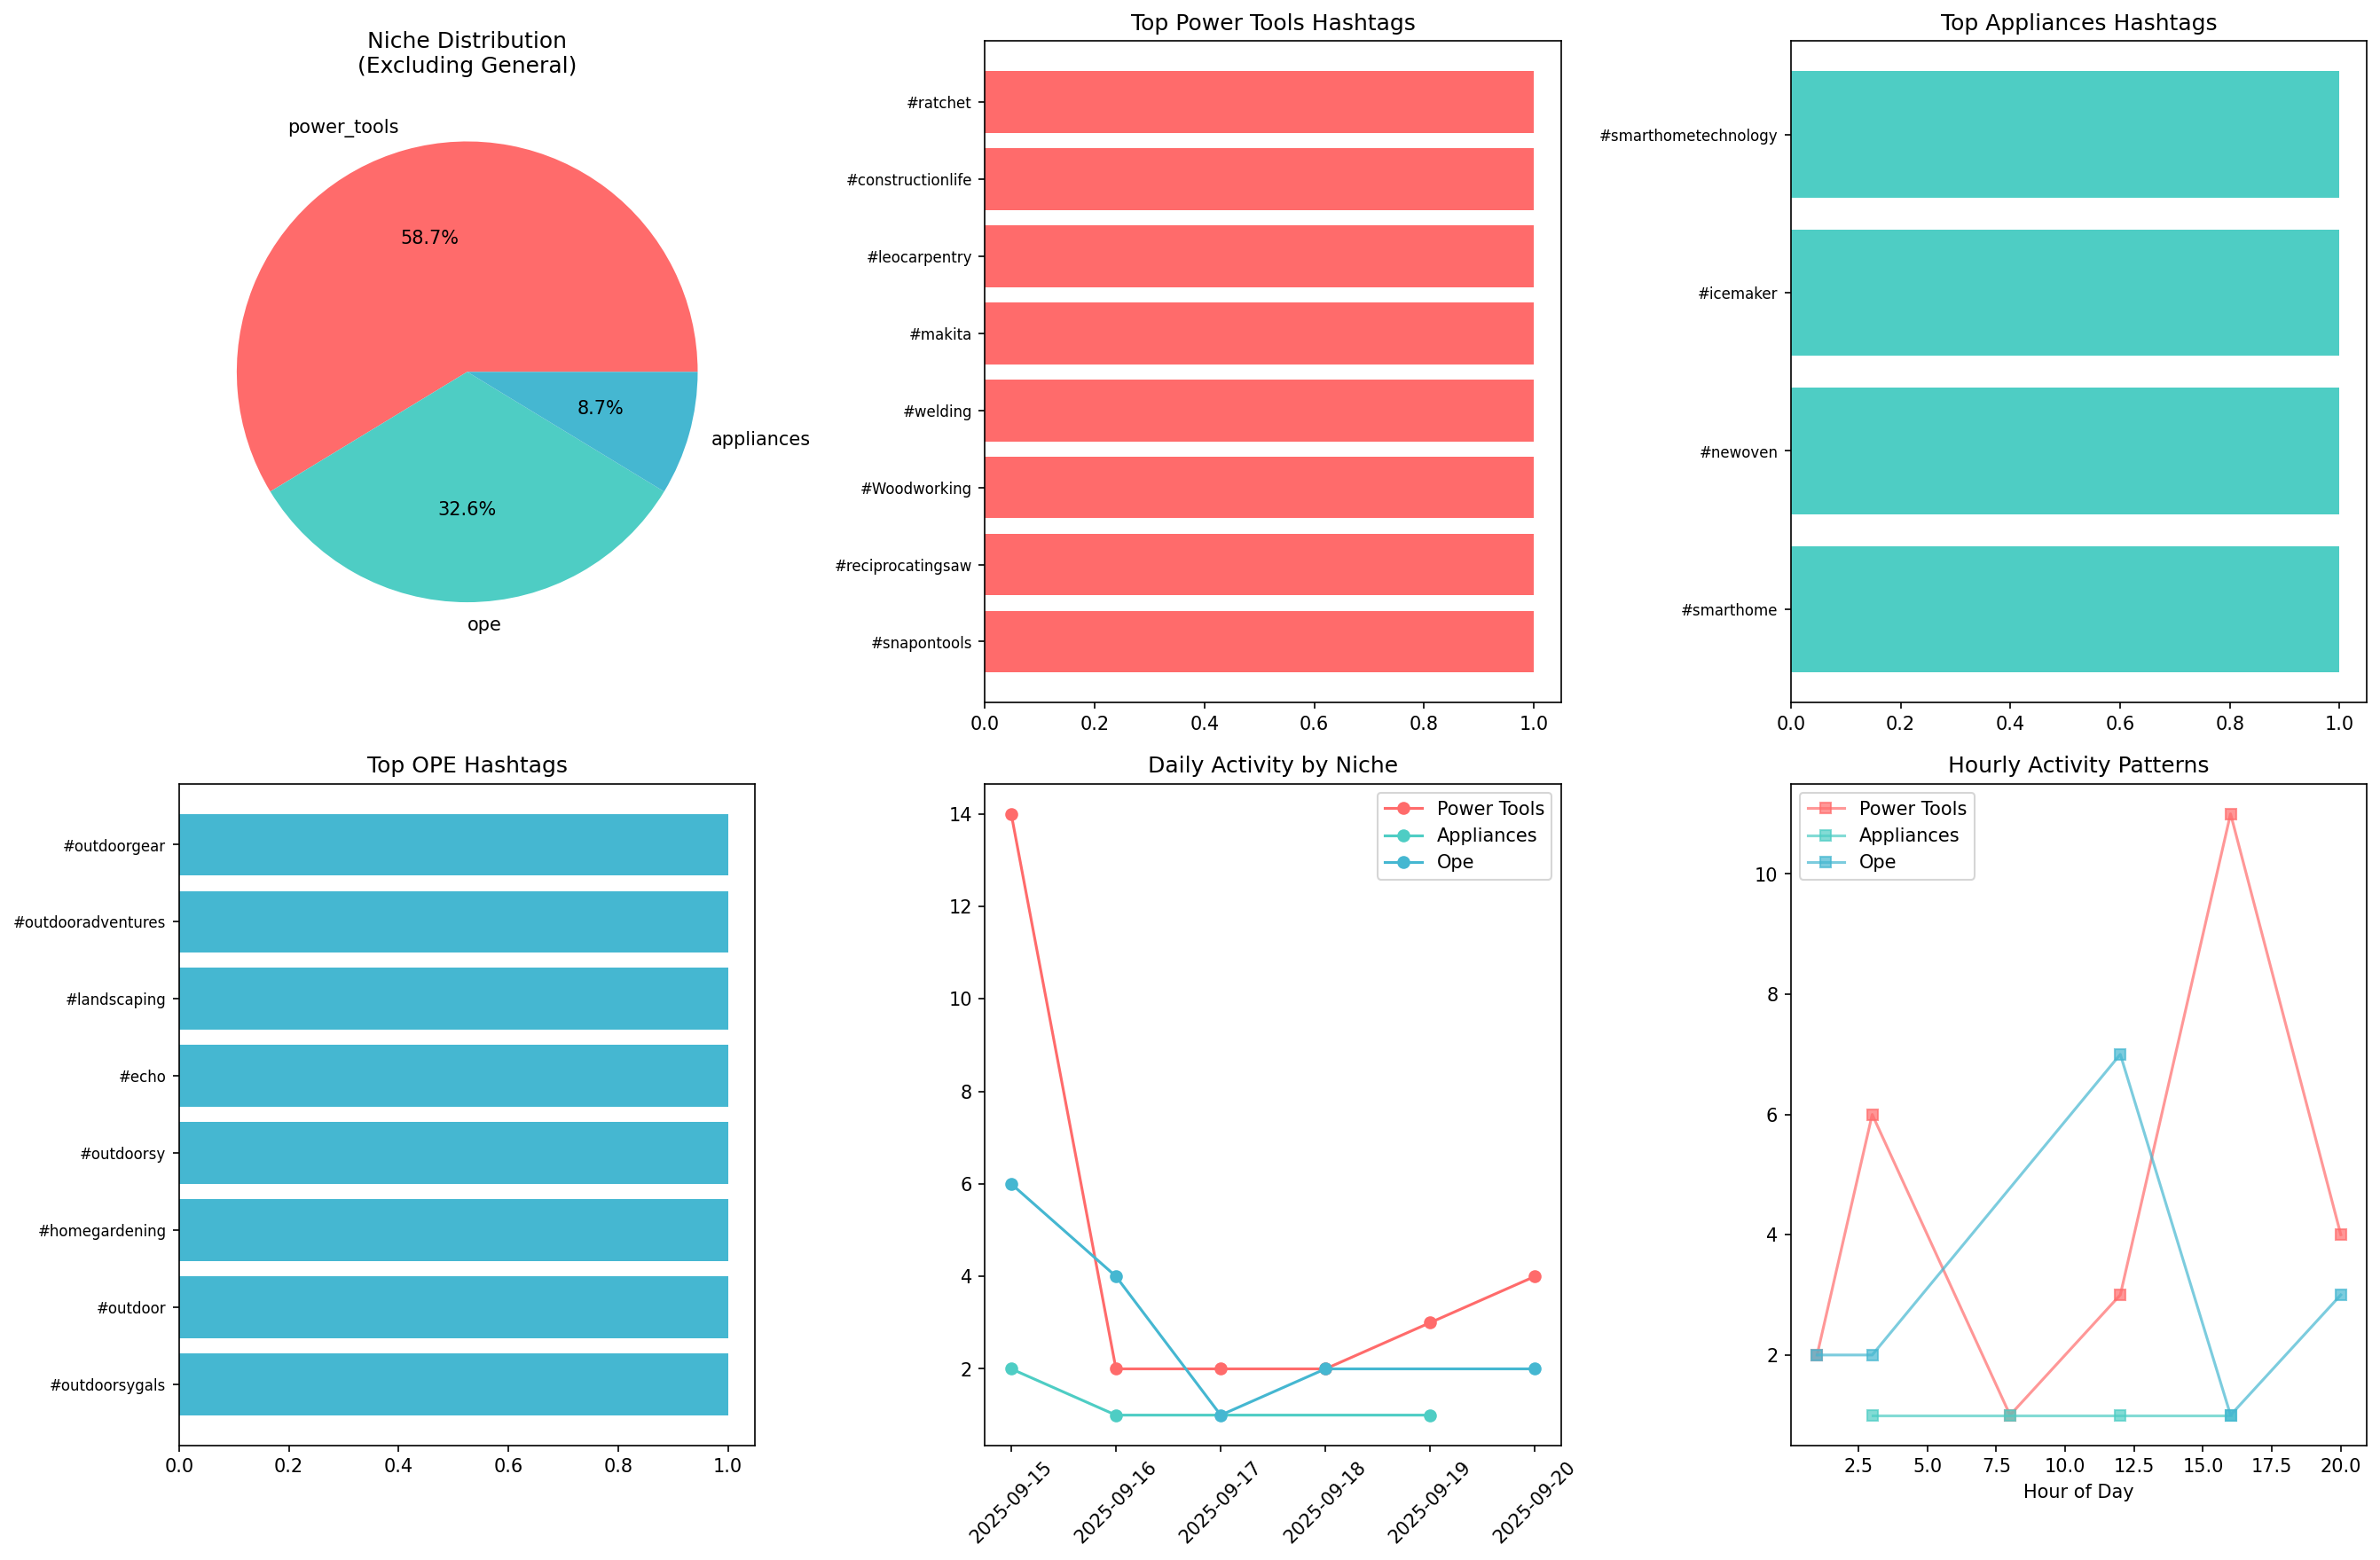 Niche Distribution
(Excluding General)
power_tools
58.7%
8.7%
appliances
32.6%
ope
Top Power Tools Hashtags
#ratchet
#constructionlife
#leocarpentry
#makita
#welding
#Woodworking
#reciprocatingsaw
#snapontools
0.0 0.2 0.4 0.6 0.8 1.0
Top Appliances Hashtags
#smarthometechnology
#icemaker
#newoven
#smarthome
0.0 0.2 0.4 0.6 0.8 1.0
Top OPE Hashtags
#outdoorgear
#outdooradventures
#landscaping
#echo
#outdoorsy
#homegardening
#outdoor
#outdoorsygals
0.0 0.2 0.4 0.6 0.8 1.0
Daily Activity by Niche
Power Tools
Appliances
Ope
14
12
10
8
6
4
2
2025-09-15 2025-09-16 2025-09-17 2025-09-18 2025-09-19 2025-09-20
Hourly Activity Patterns
Power Tools
Appliances
Ope
10
8
6
4
2
2.5 5.0 7.5 10.0 12.5 15.0 17.5 20.0
Hour of Day